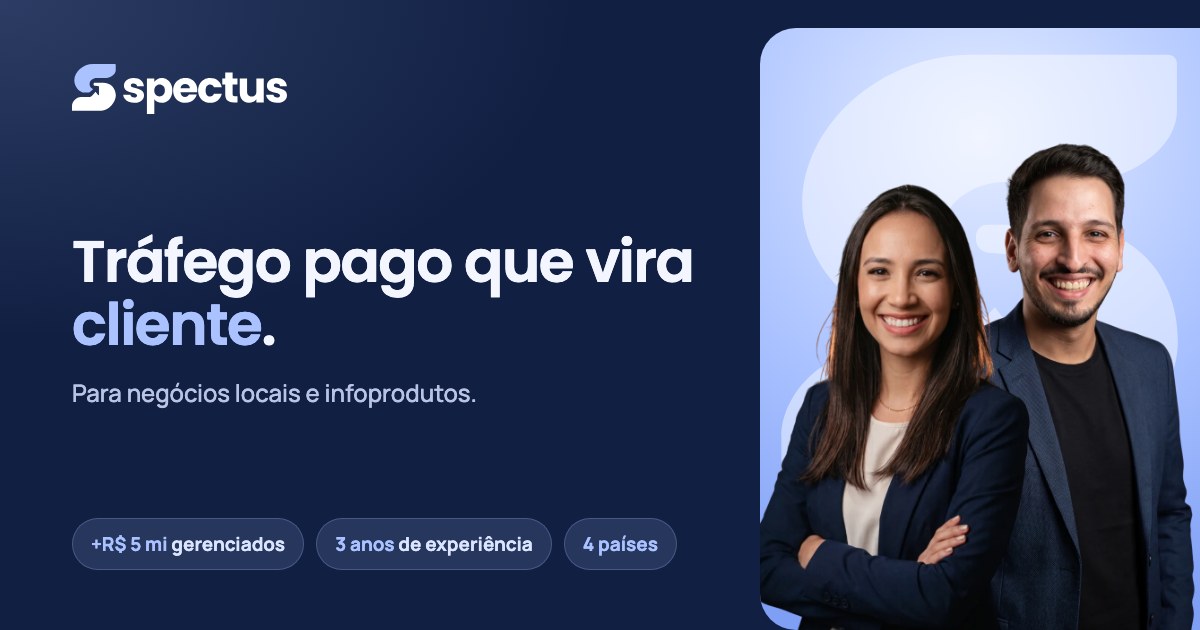 spectus
Tráfego pago que vira
cliente.
Para negócios locais e infoprodutos.
+R$ 5 mi gerenciados
3 anos de experiência
4 países